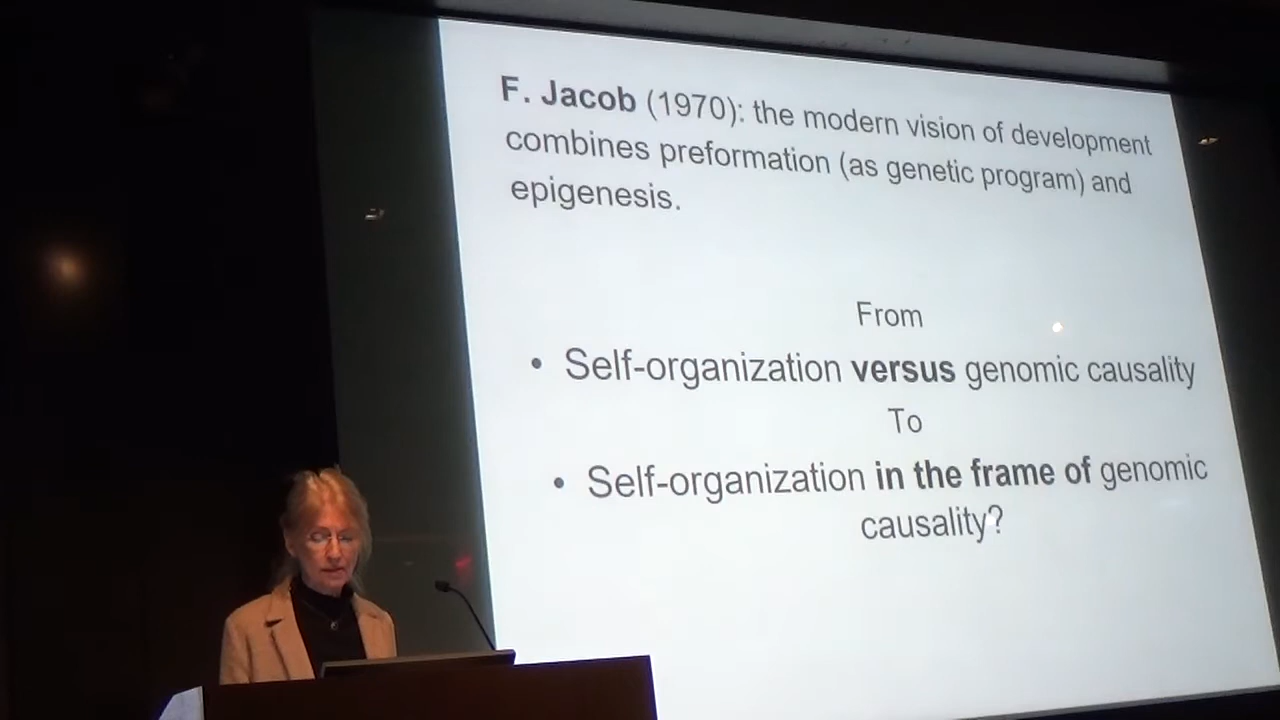 F. Jacob (1970): the modern vision of development
combines preformation (as genetic program) and
epigenesis.
From
• Self-organization versus genomic causality
To
• Self-organization in the frame of genomic
causality?